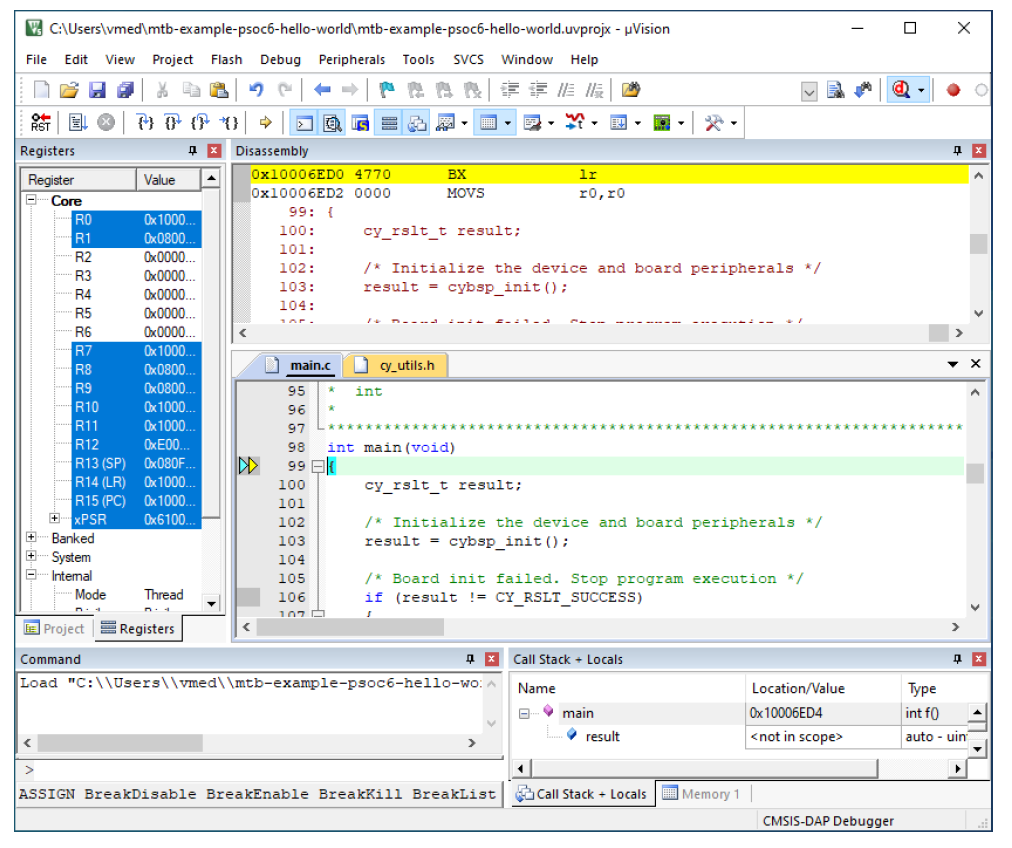 C:\Users\vmed\mtb-example-psoc6-hello-world\mtb-example-psoc6-hello-world.uvprojx - µVision
File Edit View Project Flash Debug Peripherals Tools SVCS Window Help
RST
Registers
Register Value
Core
R0 0x1000...
R1 0x0800...
R2 0x0000...
R3 0x0000...
R4 0x0000...
R5 0x0000...
R6 0x0000...
R7 0x1000...
R8 0x0800...
R9 0x0800...
R10 0x1000...
R11 0x1000...
R12 0xE00...
R13 (SP) 0x080F...
R14 (LR) 0x1000...
R15 (PC) 0x1000...
xPSR 0x6100...
Banked
System
Internal
Mode Thread
Project Registers
Disassembly
0x10006ED0 4770 BX lr
0x10006ED2 0000 MOVS r0,r0
99: {
100: cy_rslt_t result;
101:
102: /* Initialize the device and board peripherals */
103: result = cybsp_init();
104:
105: /* Board init failed. Stop program execution */
main.c cy_utils.h
95 * int
96 *
97 *******************************************************************
98 int main(void)
99 {
100 cy_rslt_t result;
101
102 /* Initialize the device and board peripherals */
103 result = cybsp_init();
104
105 /* Board init failed. Stop program execution */
106 if (result != CY_RSLT_SUCCESS)
107 {
Command
Load "C:\\Users\\vmed\\mtb-example-psoc6-hello-wo
>
ASSIGN BreakDisable BreakEnable BreakKill BreakList
Call Stack + Locals
Name Location/Value Type
main 0x10006ED4 int f()
result <not in scope> auto - uin
Call Stack + Locals Memory 1
CMSIS-DAP Debugger